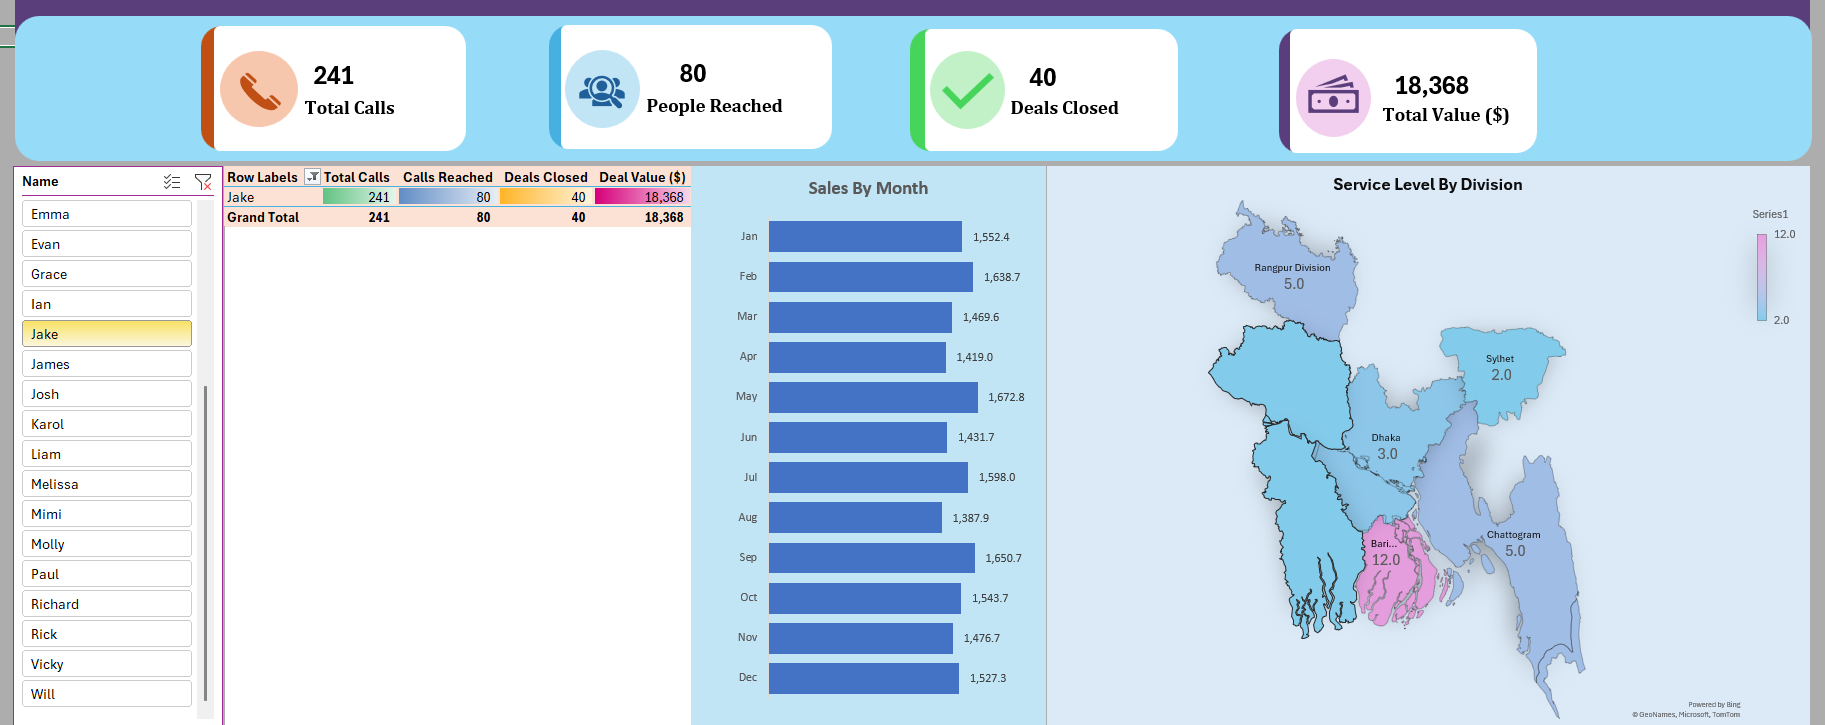 241
Total Calls
80
People Reached
40
Deals Closed
18,368
Total Value ($)
Name
Emma
Evan
Grace
Ian
Jake
James
Josh
Karol
Liam
Melissa
Mimi
Molly
Paul
Richard
Rick
Vicky
Will
Row Labels Total Calls Calls Reached Deals Closed Deal Value ($)
Jake 241 80 40 18,368
Grand Total 241 80 40 18,368
Sales By Month
Jan 1,552.4
Feb 1,638.7
Mar 1,469.6
Apr 1,419.0
May 1,672.8
Jun 1,431.7
Jul 1,598.0
Aug 1,387.9
Sep 1,650.7
Oct 1,543.7
Nov 1,476.7
Dec 1,527.3
Service Level By Division
Series1
12.0
2.0
Rangpur Division
5.0
Sylhet
2.0
Dhaka
3.0
Bari...
12.0
Chattogram
5.0
Powered by Bing
© GeoNames, Microsoft, TomTom